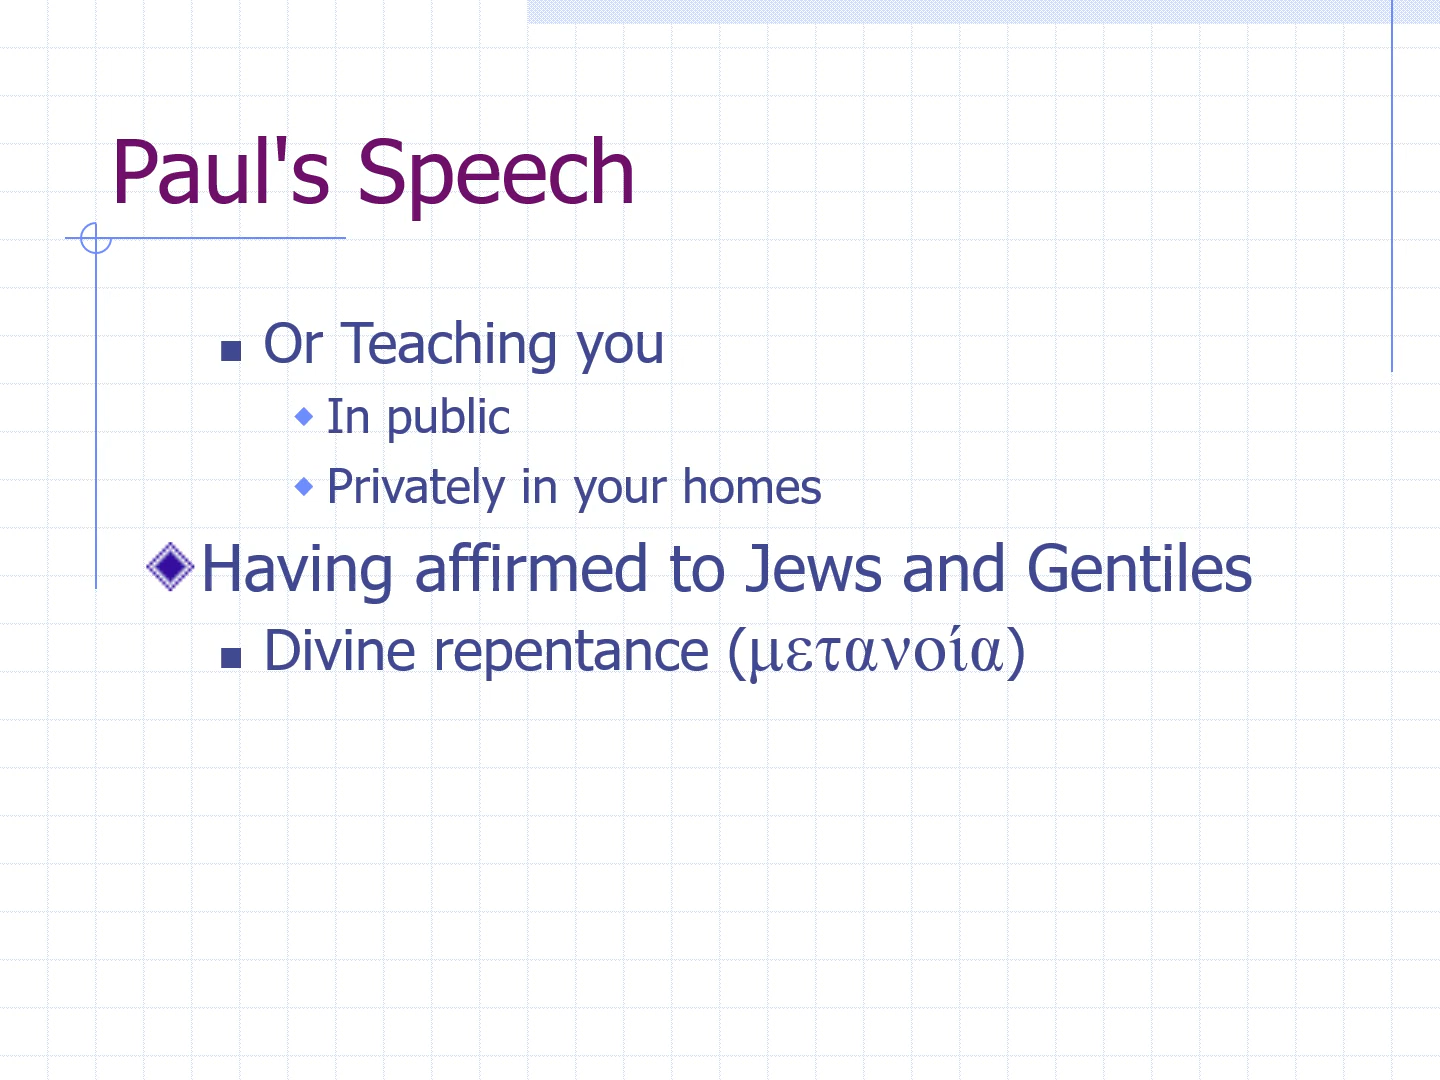 Paul's Speech
Or Teaching you
In public
Privately in your homes
Having affirmed to Jews and Gentiles
Divine repentance (μετανοία)